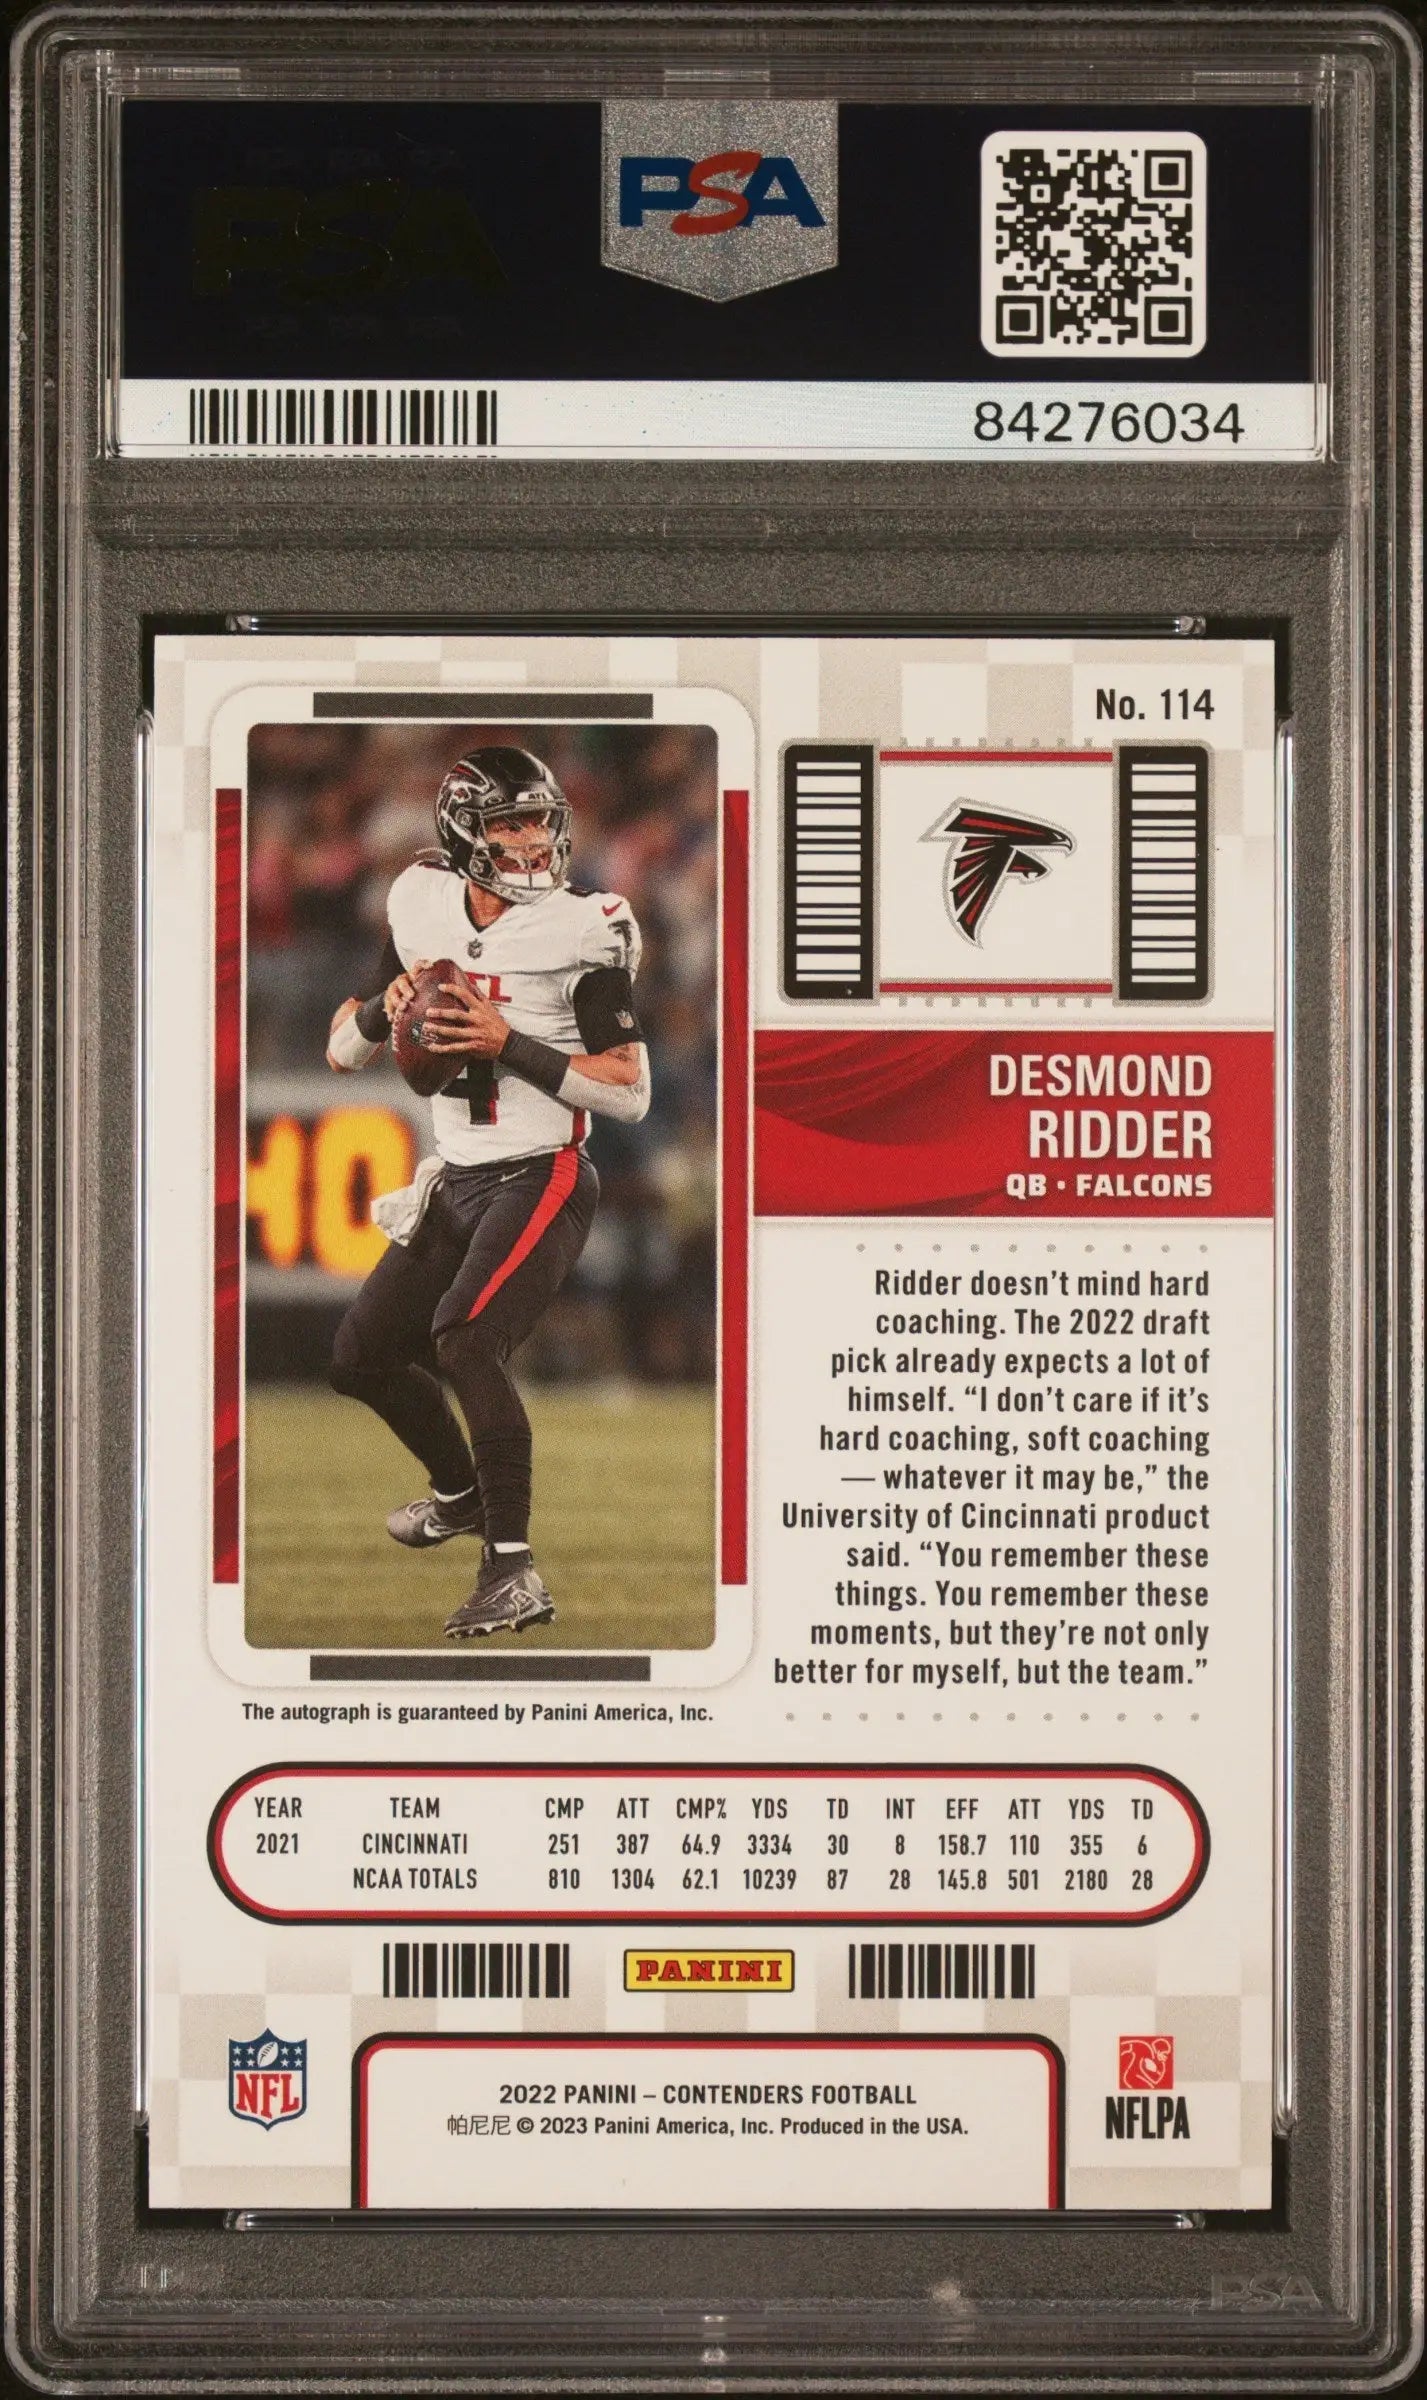 PSA
84276034
No. 114
DESMOND
RIDDER
QB • FALCONS
Ridder doesn't mind hard
coaching. The 2022 draft
pick already expects a lot of
himself. “I don't care if it's
hard coaching, soft coaching
— whatever it may be,” the
University of Cincinnati product
said. “You remember these
things. You remember these
moments, but they're not only
better for myself, but the team.”
The autograph is guaranteed by Panini America, Inc.
YEAR TEAM CMP ATT CMP% YDS TD INT EFF ATT YDS TD
2021 CINCINNATI 251 387 64.9 3334 30 8 158.7 110 355 6
NCAA TOTALS 810 1304 62.1 10239 87 28 145.8 501 2180 28
PANINI
NFL
NFLPA
2022 PANINI – CONTENDERS FOOTBALL
帕尼尼 © 2023 Panini America, Inc. Produced in the USA.
PSA